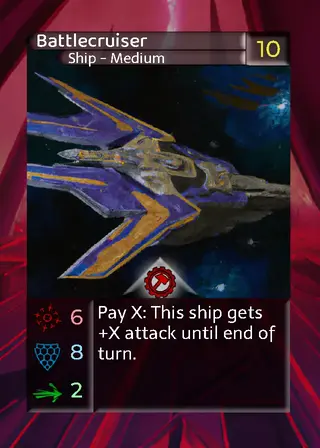 Battlecruiser
10
Ship - Medium
6
Pay X: This ship gets
+X attack until end of
turn.
8
2